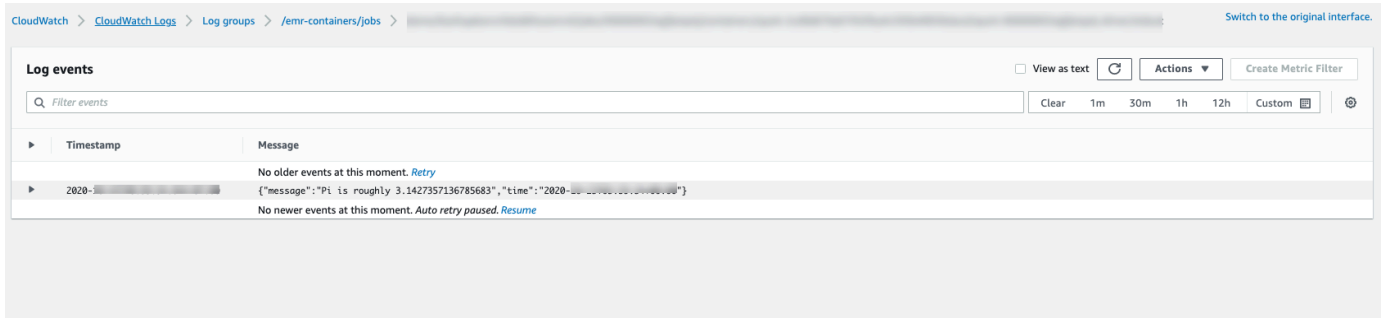 CloudWatch > CloudWatch Logs > Log groups > /emr-containers/jobs >
Switch to the original interface.
Log events
View as text
Actions
Create Metric Filter
Filter events
Clear 1m 30m 1h 12h Custom
Timestamp Message
No older events at this moment. Retry
2020- {"message":"Pi is roughly 3.1427357136785683","time":"2020- "}
No newer events at this moment. Auto retry paused. Resume